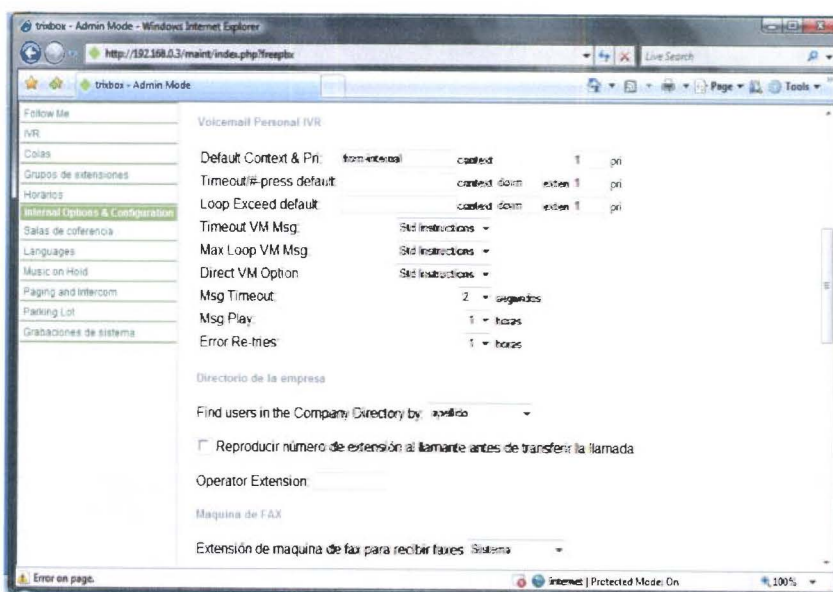 trixbox - Admin Mode - Windows Internet Explorer
http://192.168.0.3/maint/index.php?freepbx
Live Search
trixbox - Admin Mode
Page
Tools
Follow Me
IVR
Colas
Grupos de extensiones
Horarios
Internal Options & Configuration
Salas de coferencia
Languages
Music on Hold
Paging and Intercom
Parking Lot
Grabaciones de sistema
Voicemail Personal IVR
Default Context & Pri: from-internal context 1 pri
Timeout/#-press default: context exten 1 pri
Loop Exceed default: context exten 1 pri
Timeout VM Msg: Std Instructions
Max Loop VM Msg: Std Instructions
Direct VM Option: Std Instructions
Msg Timeout: 2 segundos
Msg Play: 1 horas
Error Re-tries: 1 horas
Directorio de la empresa
Find users in the Company Directory by: apellido
Reproducir número de extensión al llamante antes de transferir la llamada
Operator Extension:
Maquina de FAX
Extensión de maquina de fax para recibir faxes Sistema
Error on page.
Internet | Protected Mode: On
100%